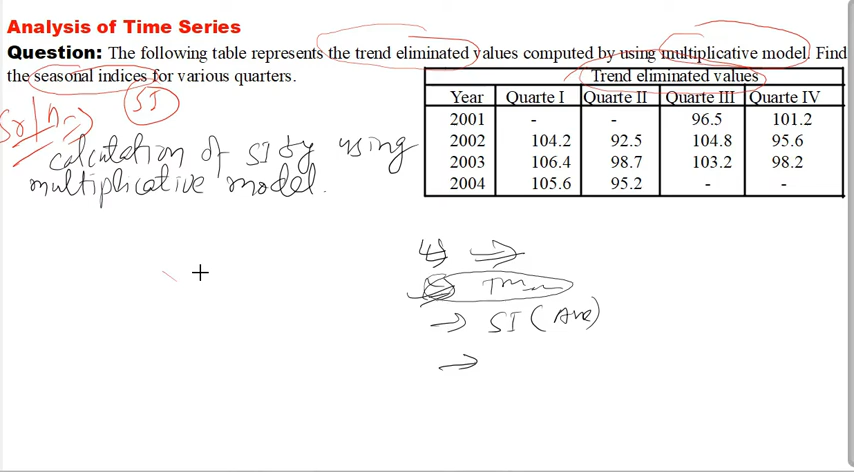 Analysis of Time Series
Question: The following table represents the trend eliminated values computed by using multiplicative model. Find
the seasonal indices for various quarters.
Trend eliminated values
Year Quarte I Quarte II Quarte III Quarte IV
2001 - - 96.5 101.2
2002 104.2 92.5 104.8 95.6
2003 106.4 98.7 103.2 98.2
2004 105.6 95.2 - -
SI
Calculation of SI by using
multiplicative model.
SI (Ave)